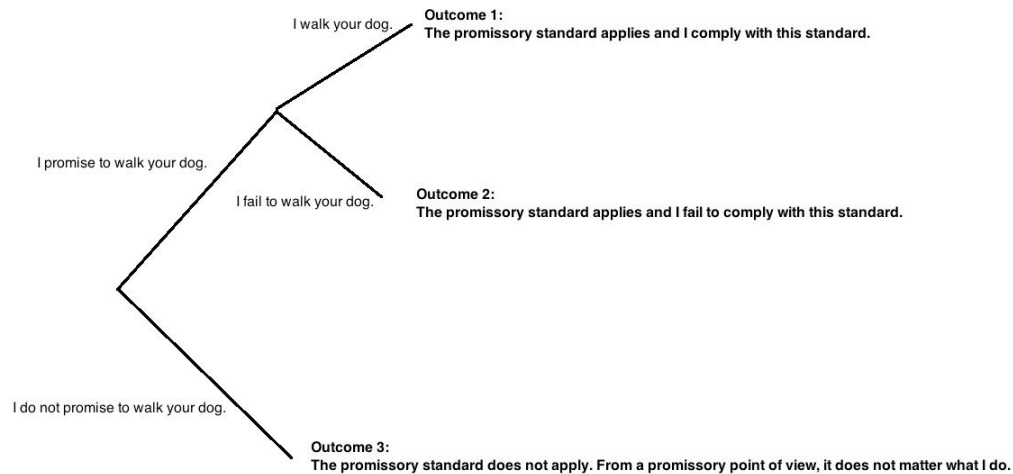 I walk your dog.
Outcome 1:
The promissory standard applies and I comply with this standard.
I promise to walk your dog.
I fail to walk your dog.
Outcome 2:
The promissory standard applies and I fail to comply with this standard.
I do not promise to walk your dog.
Outcome 3:
The promissory standard does not apply. From a promissory point of view, it does not matter what I do.